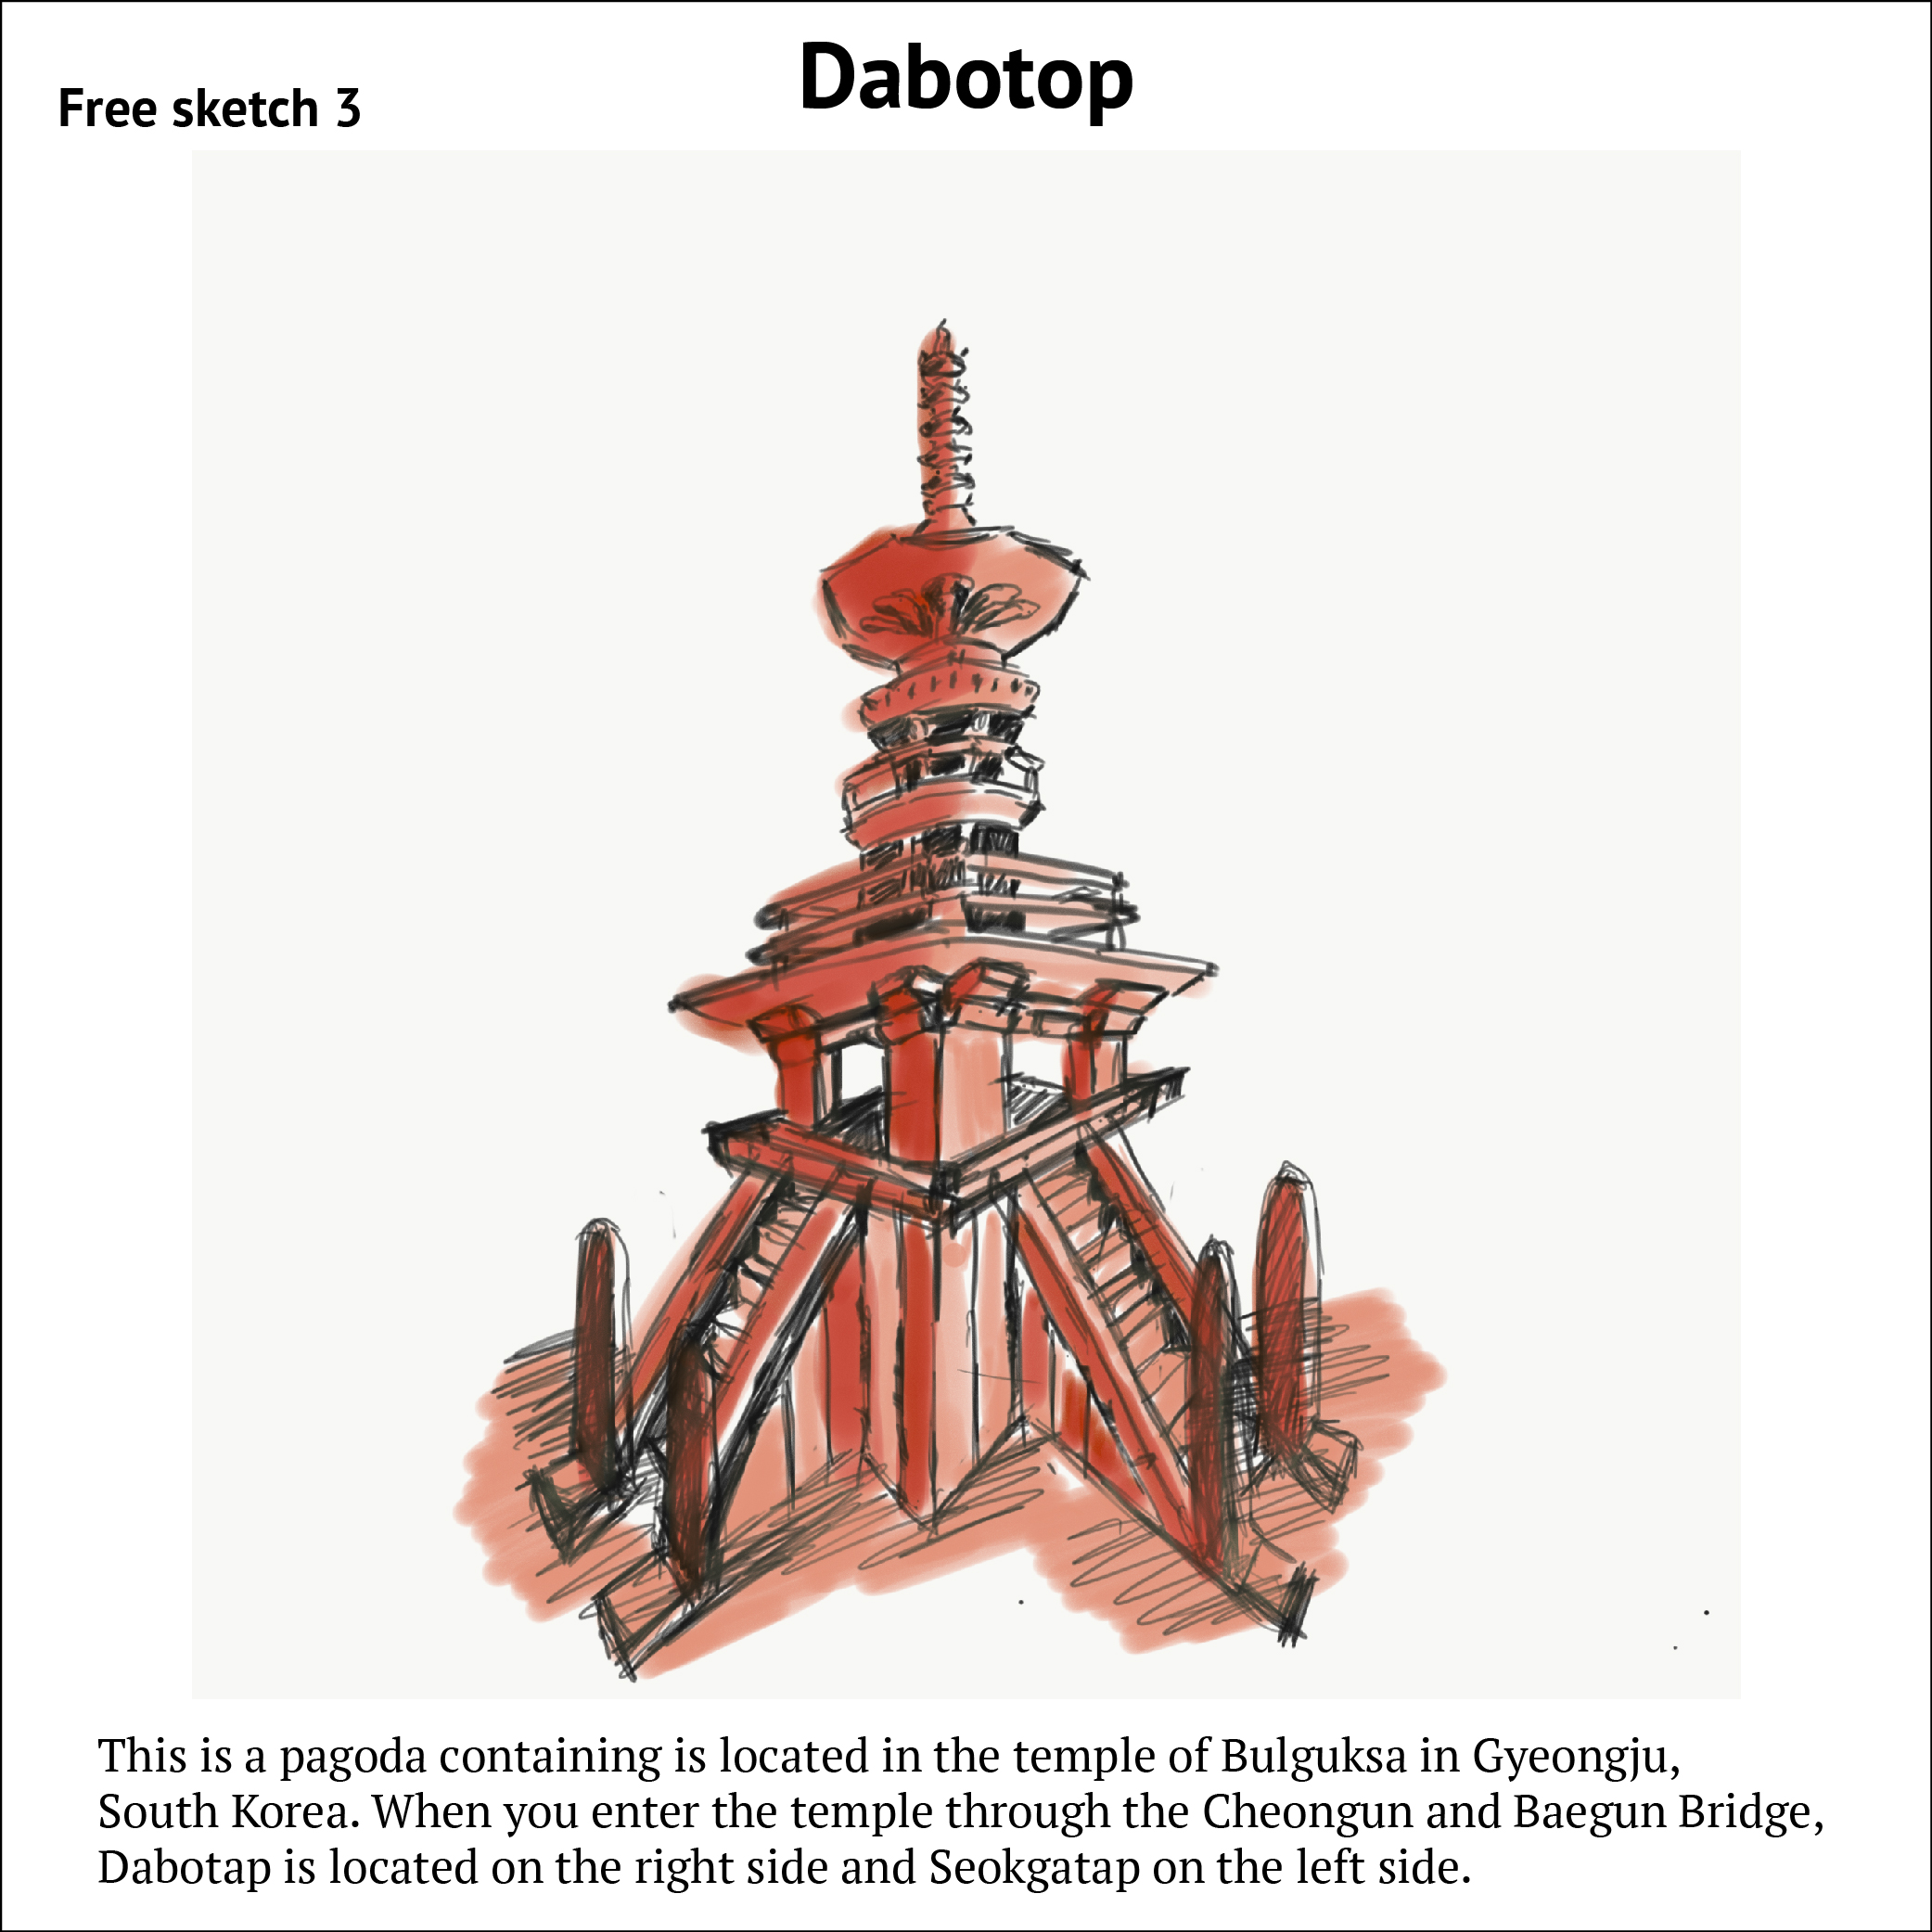 Dabotop
Free sketch 3
This is a pagoda containing is located in the temple of Bulguksa in Gyeongju,
South Korea. When you enter the temple through the Cheongun and Baegun Bridge,
Dabotap is located on the right side and Seokgatap on the left side.